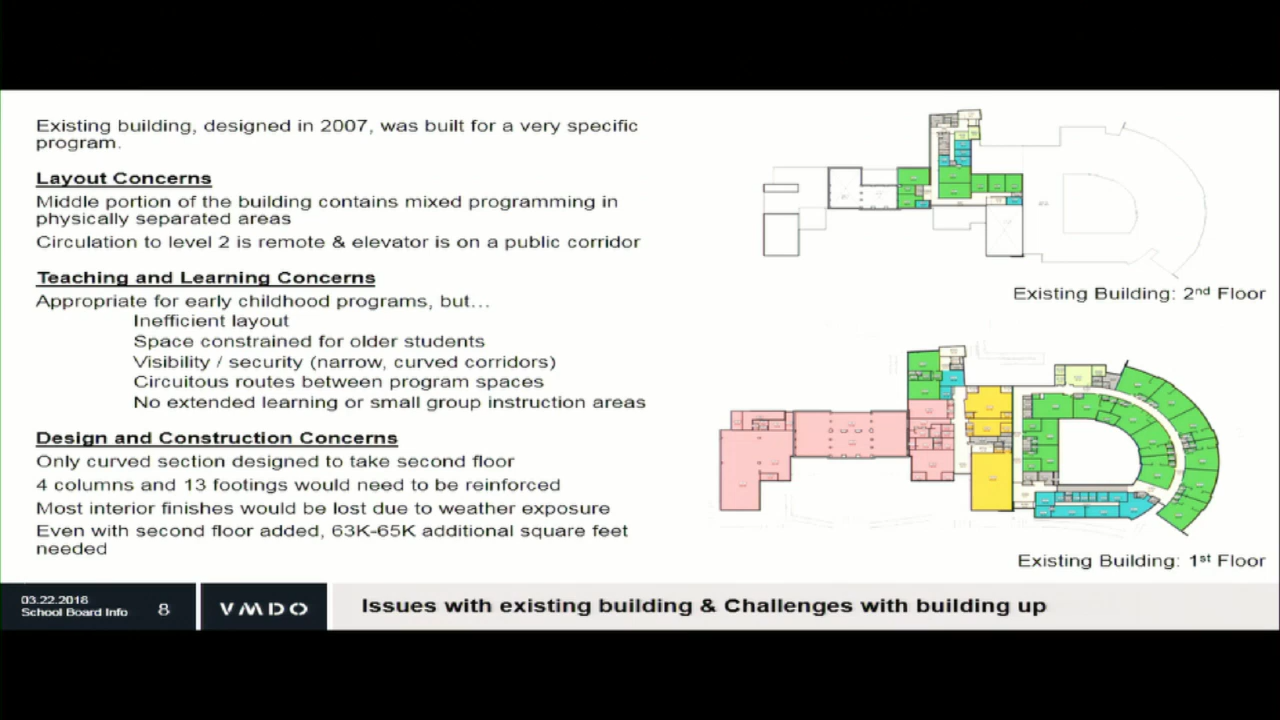 Existing building, designed in 2007, was built for a very specific
program.
Layout Concerns
Middle portion of the building contains mixed programming in
physically separated areas
Circulation to level 2 is remote & elevator is on a public corridor
Teaching and Learning Concerns
Appropriate for early childhood programs, but...
Inefficient layout
Space constrained for older students
Visibility / security (narrow, curved corridors)
Circuitous routes between program spaces
No extended learning or small group instruction areas
Design and Construction Concerns
Only curved section designed to take second floor
4 columns and 13 footings would need to be reinforced
Most interior finishes would be lost due to weather exposure
Even with second floor added, 63K-65K additional square feet
needed
Existing Building: 2nd Floor
Existing Building: 1st Floor
03.22.2018
School Board Info
8
VMDO
Issues with existing building & Challenges with building up